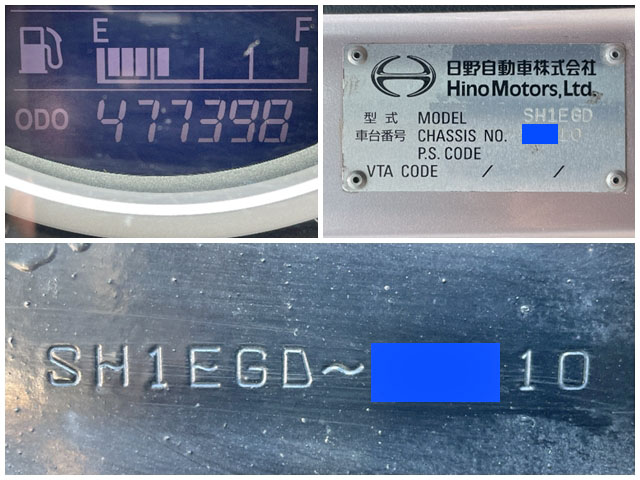 E F
ODO 477398
日野自動車株式会社
Hino Motors, Ltd.
型式 MODEL SH1EGD
車台番号 CHASSIS NO.
P.S. CODE
VTA CODE / /
SH1EGD~ 10